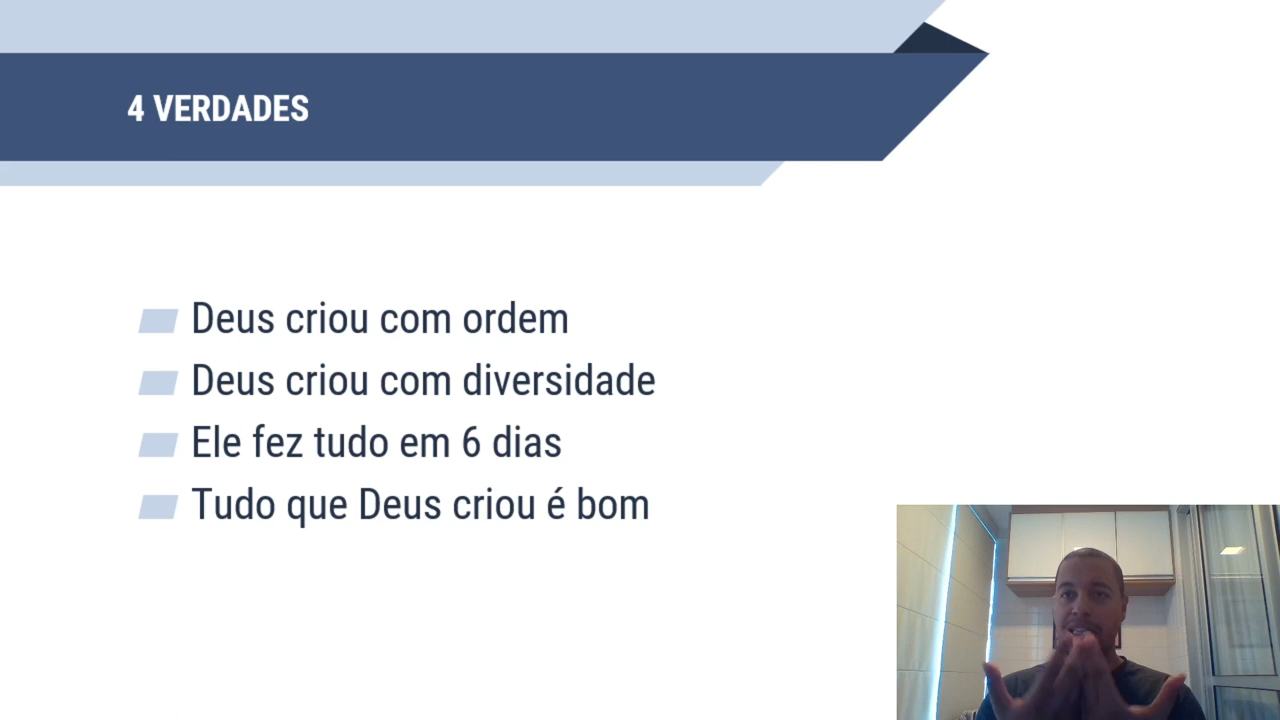 4 VERDADES
Deus criou com ordem
Deus criou com diversidade
Ele fez tudo em 6 dias
Tudo que Deus criou é bom